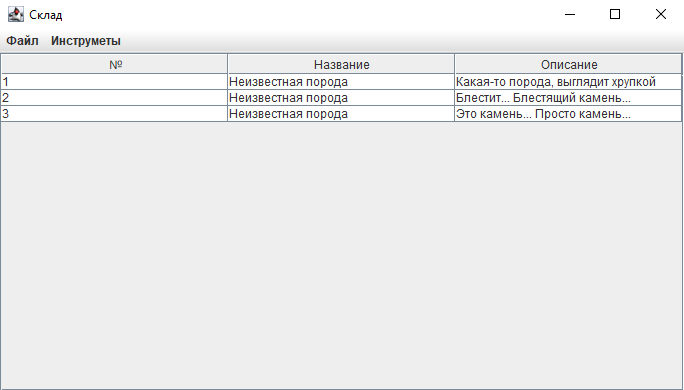 Склад
Файл Инструметы
№ Название Описание
1 Неизвестная порода Какая-то порода, выглядит хрупкой
2 Неизвестная порода Блестит... Блестящий камень...
3 Неизвестная порода Это камень... Просто камень...